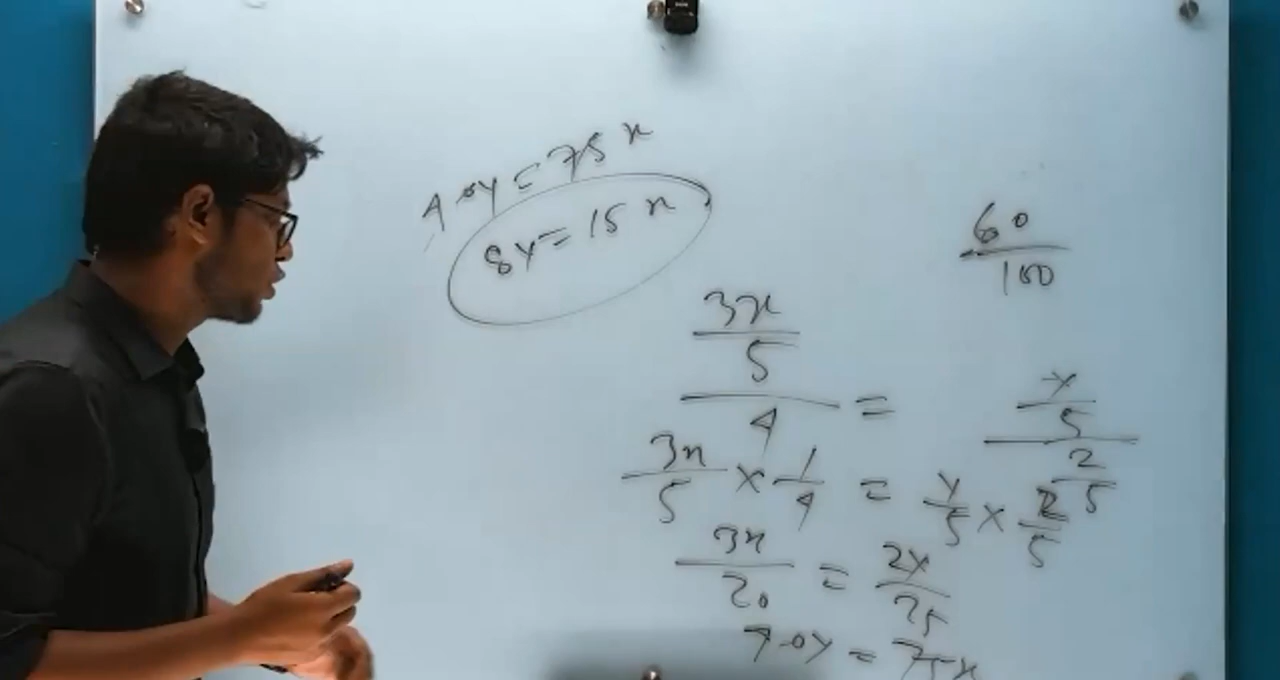 40y = 75x
8y = 15x
60/100
3x/5 / 4 = y/5 / 2/5
3x/5 × 1/4 = y/5 × 2/5
3x/20 = 2y/25
40y = 75x